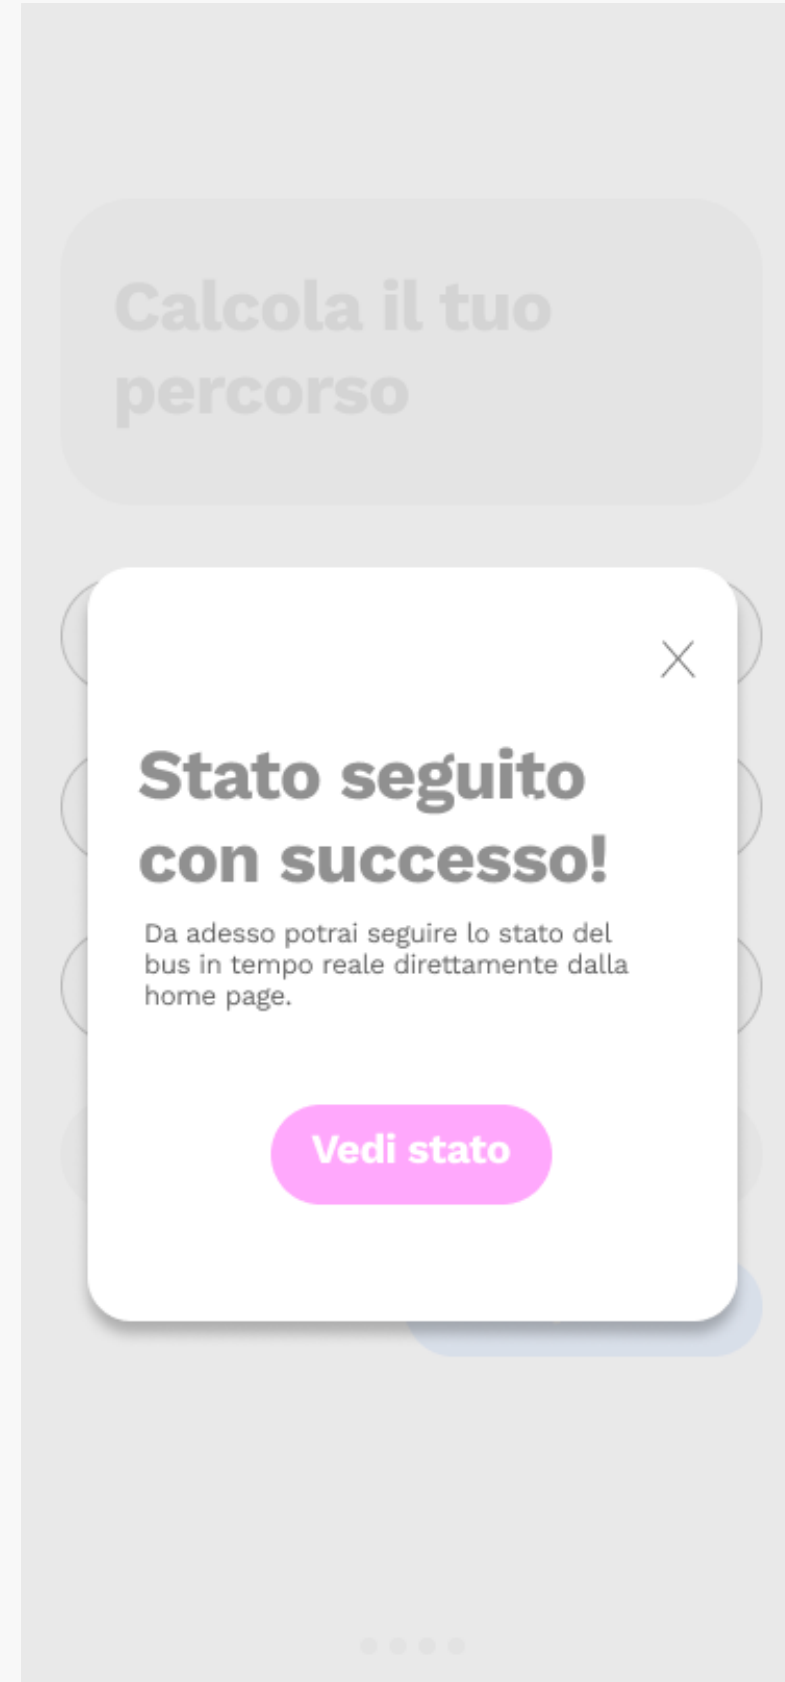 Calcola il tuo
percorso
Stato seguito
con successo!
Da adesso potrai seguire lo stato del
bus in tempo reale direttamente dalla
home page.
Vedi stato